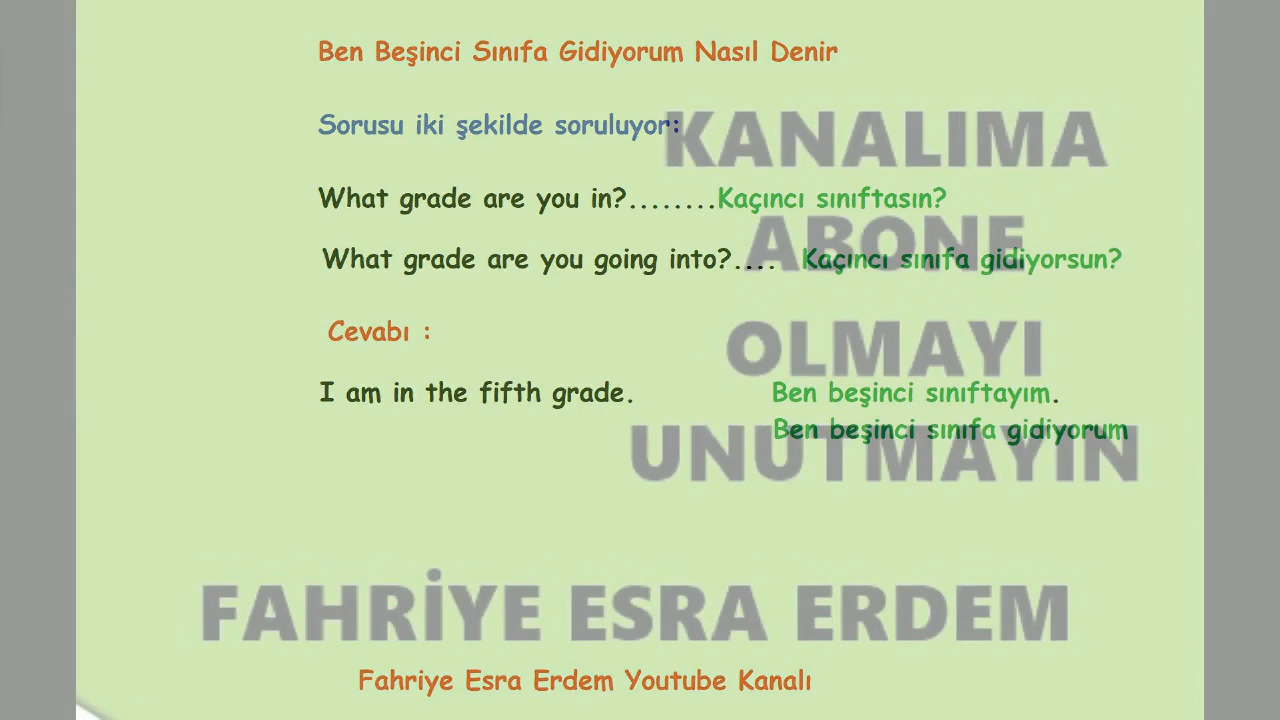 Ben Beşinci Sınıfa Gidiyorum Nasıl Denir
Sorusu iki şekilde soruluyor:
What grade are you in?........Kaçıncı sınıftasın?
What grade are you going into?.... Kaçıncı sınıfa gidiyorsun?
Cevabı :
I am in the fifth grade. Ben beşinci sınıftayım.
Ben beşinci sınıfa gidiyorum
KANALIMA
ABONE
OLMAYI
UNUTMAYIN
FAHRİYE ESRA ERDEM
Fahriye Esra Erdem Youtube Kanalı